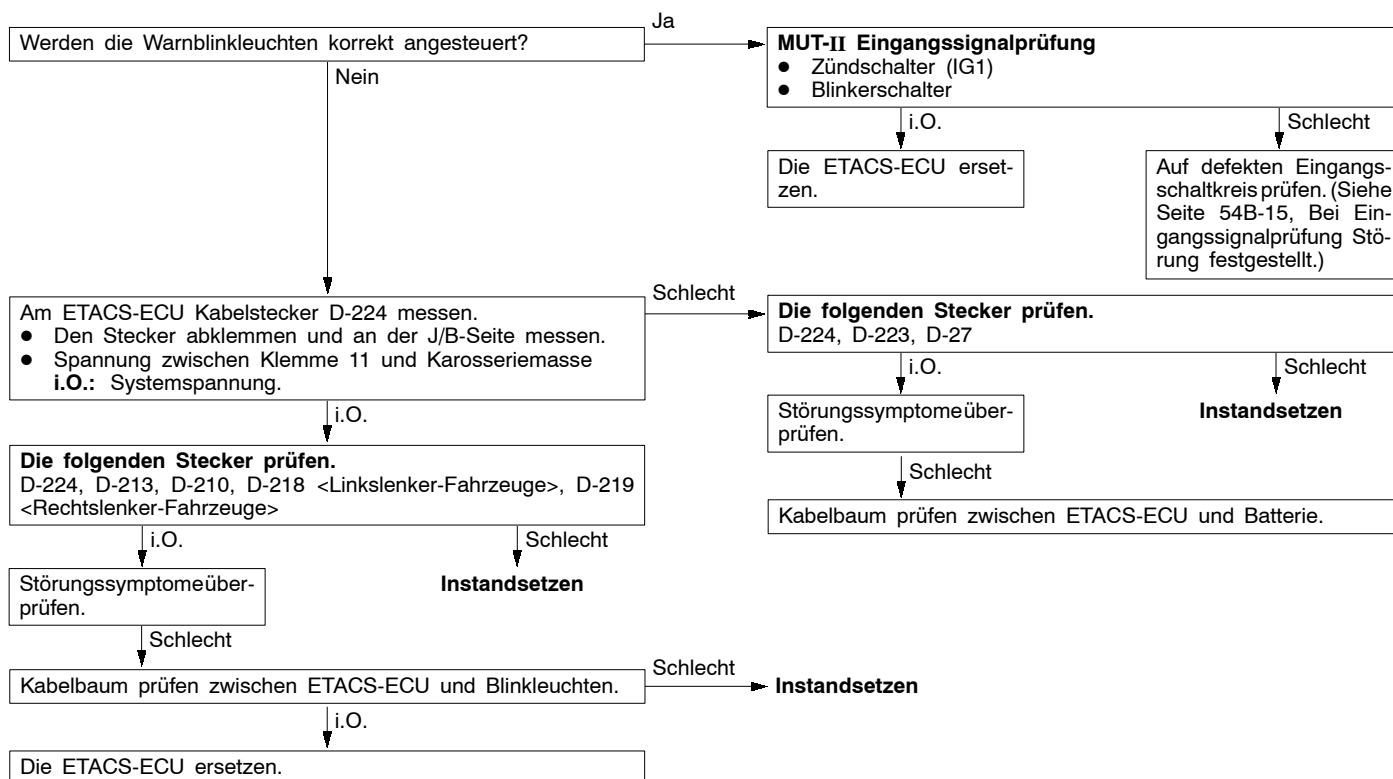 Werden die Warnblinkleuchten korrekt angesteuert?
Ja
MUT-II Eingangssignalprüfung
● Zündschalter (IG1)
● Blinkerschalter
Nein
i.O.
Schlecht
Die ETACS-ECU erset-
zen.
Auf defekten Eingangs-
schaltkreis prüfen. (Siehe
Seite 54B-15, Bei Ein-
gangssignalprüfung Stö-
rung festgestellt.)
Am ETACS-ECU Kabelstecker D-224 messen.
● Den Stecker abklemmen und an der J/B-Seite messen.
● Spannung zwischen Klemme 11 und Karosseriemasse
i.O.: Systemspannung.
Schlecht
Die folgenden Stecker prüfen.
D-224, D-223, D-27
i.O.
Schlecht
Störungssymptome über-
prüfen.
Instandsetzen
Schlecht
Kabelbaum prüfen zwischen ETACS-ECU und Batterie.
i.O.
Die folgenden Stecker prüfen.
D-224, D-213, D-210, D-218 <Linkslenker-Fahrzeuge>, D-219
<Rechtslenker-Fahrzeuge>
i.O.
Schlecht
Störungssymptome über-
prüfen.
Instandsetzen
Schlecht
Kabelbaum prüfen zwischen ETACS-ECU und Blinkleuchten.
Schlecht
Instandsetzen
i.O.
Die ETACS-ECU ersetzen.